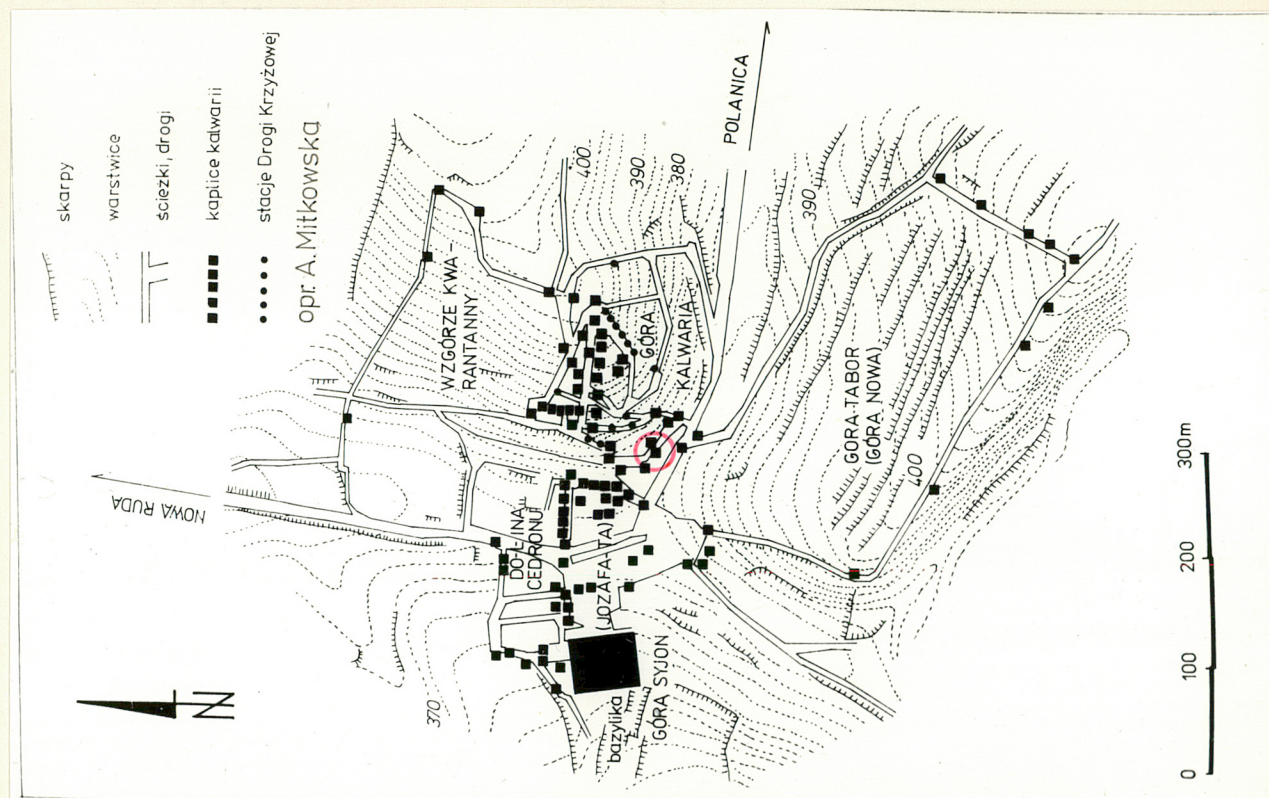 skarpy
warstwice
ścieżki, drogi
kaplice kalwarii
stacje Drogi Krzyżowej
opr. A. Mitkowska
POLANICA
WZGÓRZE KWA-
RANTANNY
400
390
380
390
GÓRA
KALWARIA
GÓRA-TABOR
(GÓRA NOWA)
400
NOWA RUDA
DOLINA
CEDRONU
(JOZAFATA)
370
N
bazylika
GÓRA SYJON
0
100
200
300m